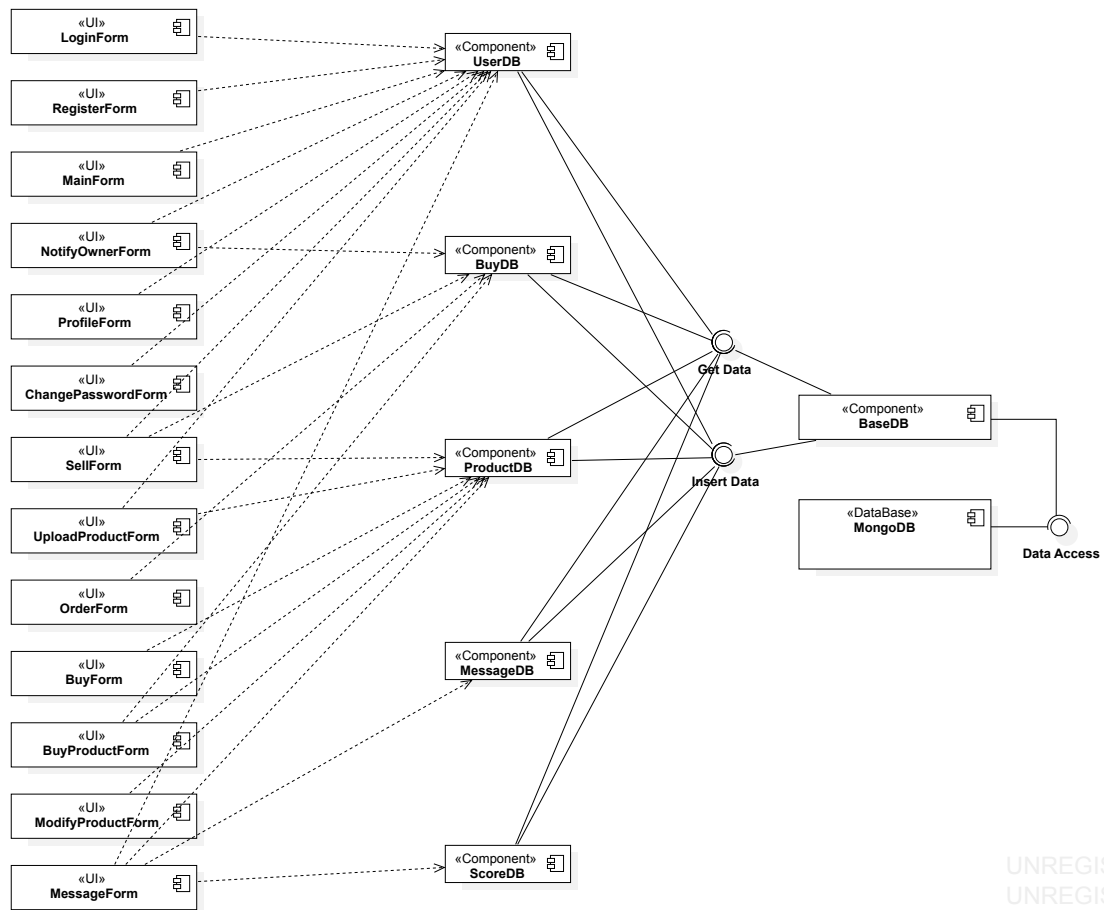 «UI»
LoginForm
«UI»
RegisterForm
«UI»
MainForm
«UI»
NotifyOwnerForm
«UI»
ProfileForm
«UI»
ChangePasswordForm
«UI»
SellForm
«UI»
UploadProductForm
«UI»
OrderForm
«UI»
BuyForm
«UI»
BuyProductForm
«UI»
ModifyProductForm
«UI»
MessageForm
«Component»
UserDB
«Component»
BuyDB
«Component»
ProductDB
«Component»
MessageDB
«Component»
ScoreDB
Get Data
Insert Data
«Component»
BaseDB
«DataBase»
MongoDB
Data Access
UNREGIS
UNREGIS